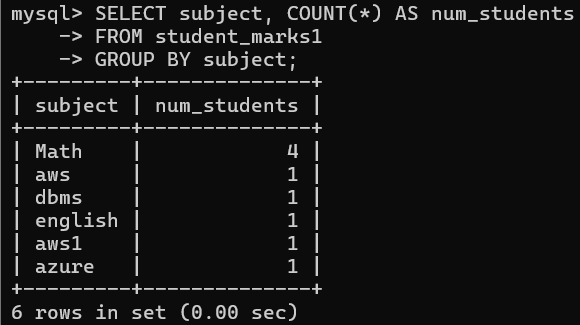 mysql> SELECT subject, COUNT(*) AS num_students
    -> FROM student_marks1
    -> GROUP BY subject;
+---------+--------------+
| subject | num_students |
+---------+--------------+
| Math    |            4 |
| aws     |            1 |
| dbms    |            1 |
| english |            1 |
| aws1    |            1 |
| azure   |            1 |
+---------+--------------+
6 rows in set (0.00 sec)